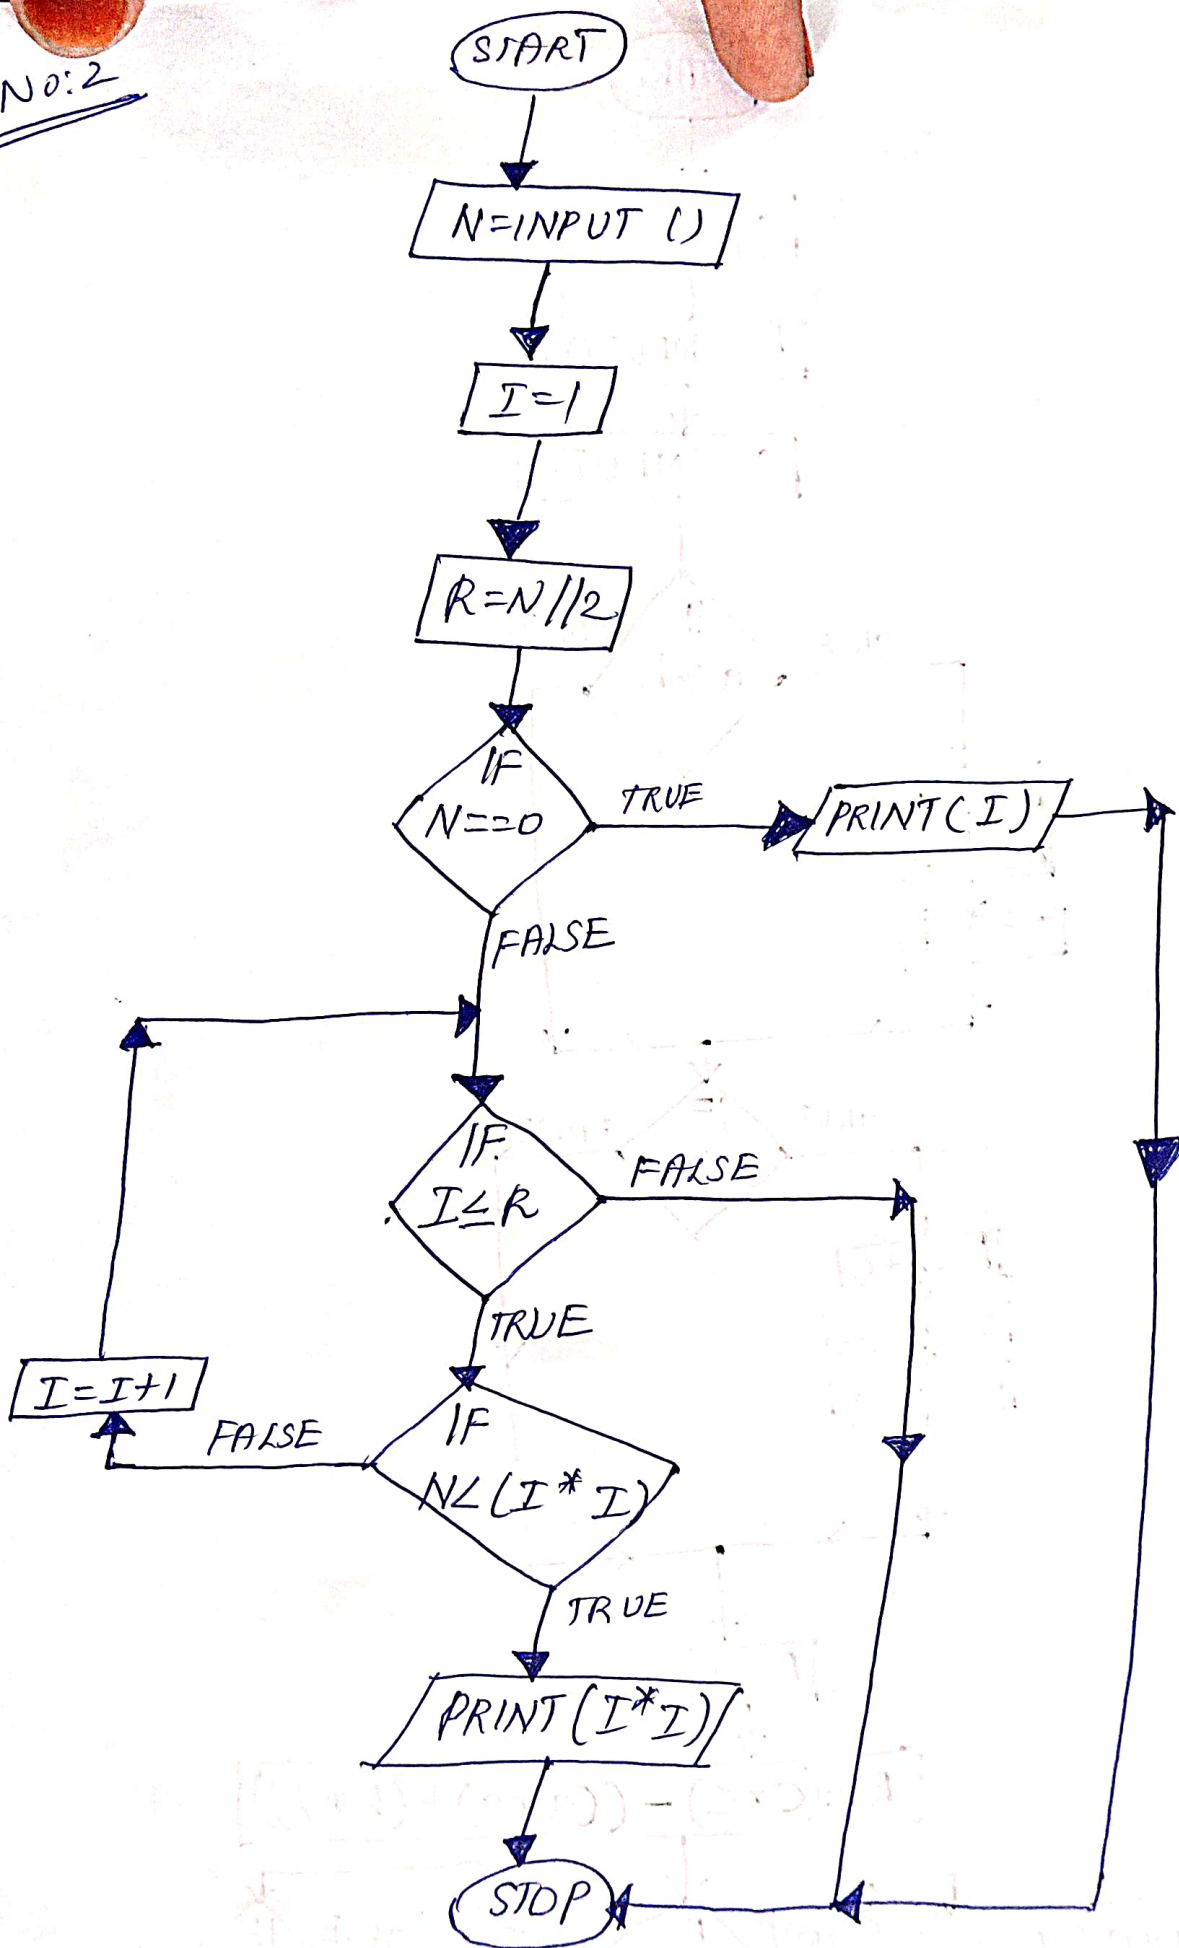 NO:2
START
N=INPUT ()
I=1
R=N//2
IF
N==0
TRUE
PRINT(I)
FALSE
IF
I≤R
FALSE
TRUE
I=I+1
FALSE
IF
N<(I*I)
TRUE
PRINT(I*I)
STOP